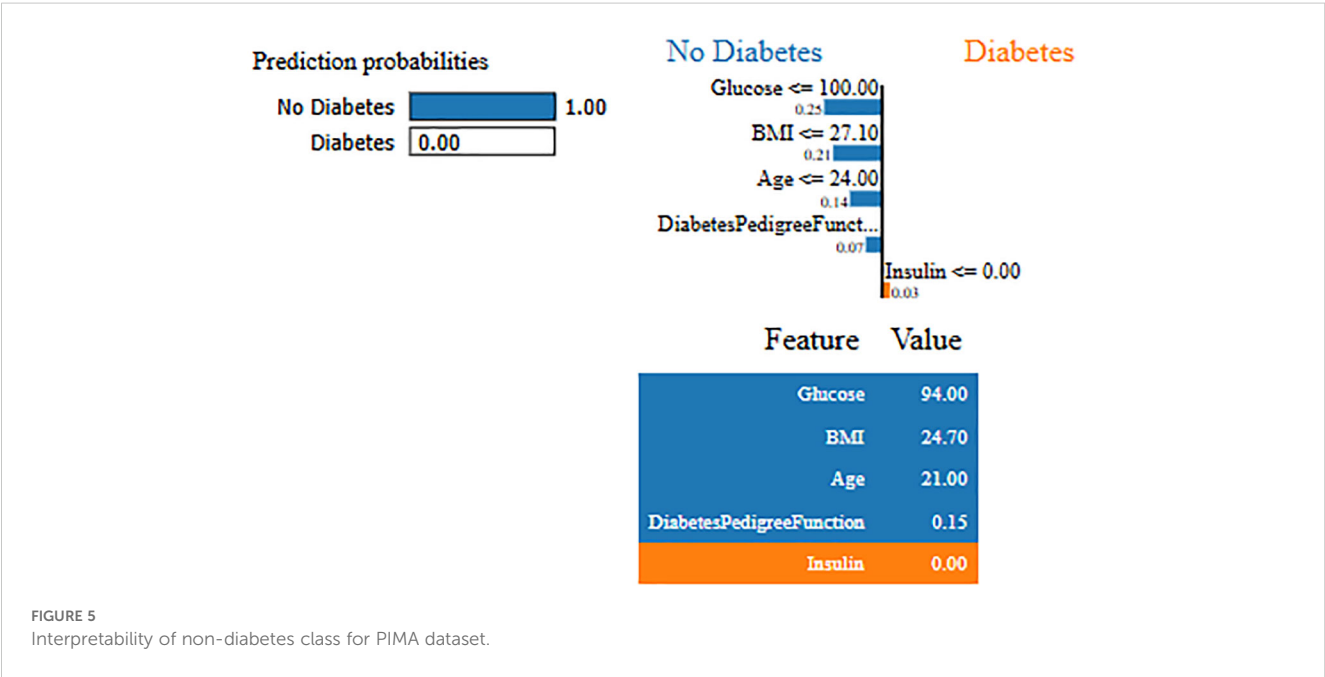 Prediction probabilities
No Diabetes 1.00
Diabetes 0.00
No Diabetes Diabetes
Glucose <= 100.00
0.25
BMI <= 27.10
0.21
Age <= 24.00
0.14
DiabetesPedigreeFunct...
0.07
Insulin <= 0.00
0.03
Feature Value
Glucose 94.00
BMI 24.70
Age 21.00
DiabetesPedigreeFunction 0.15
Insulin 0.00
FIGURE 5
Interpretability of non-diabetes class for PIMA dataset.